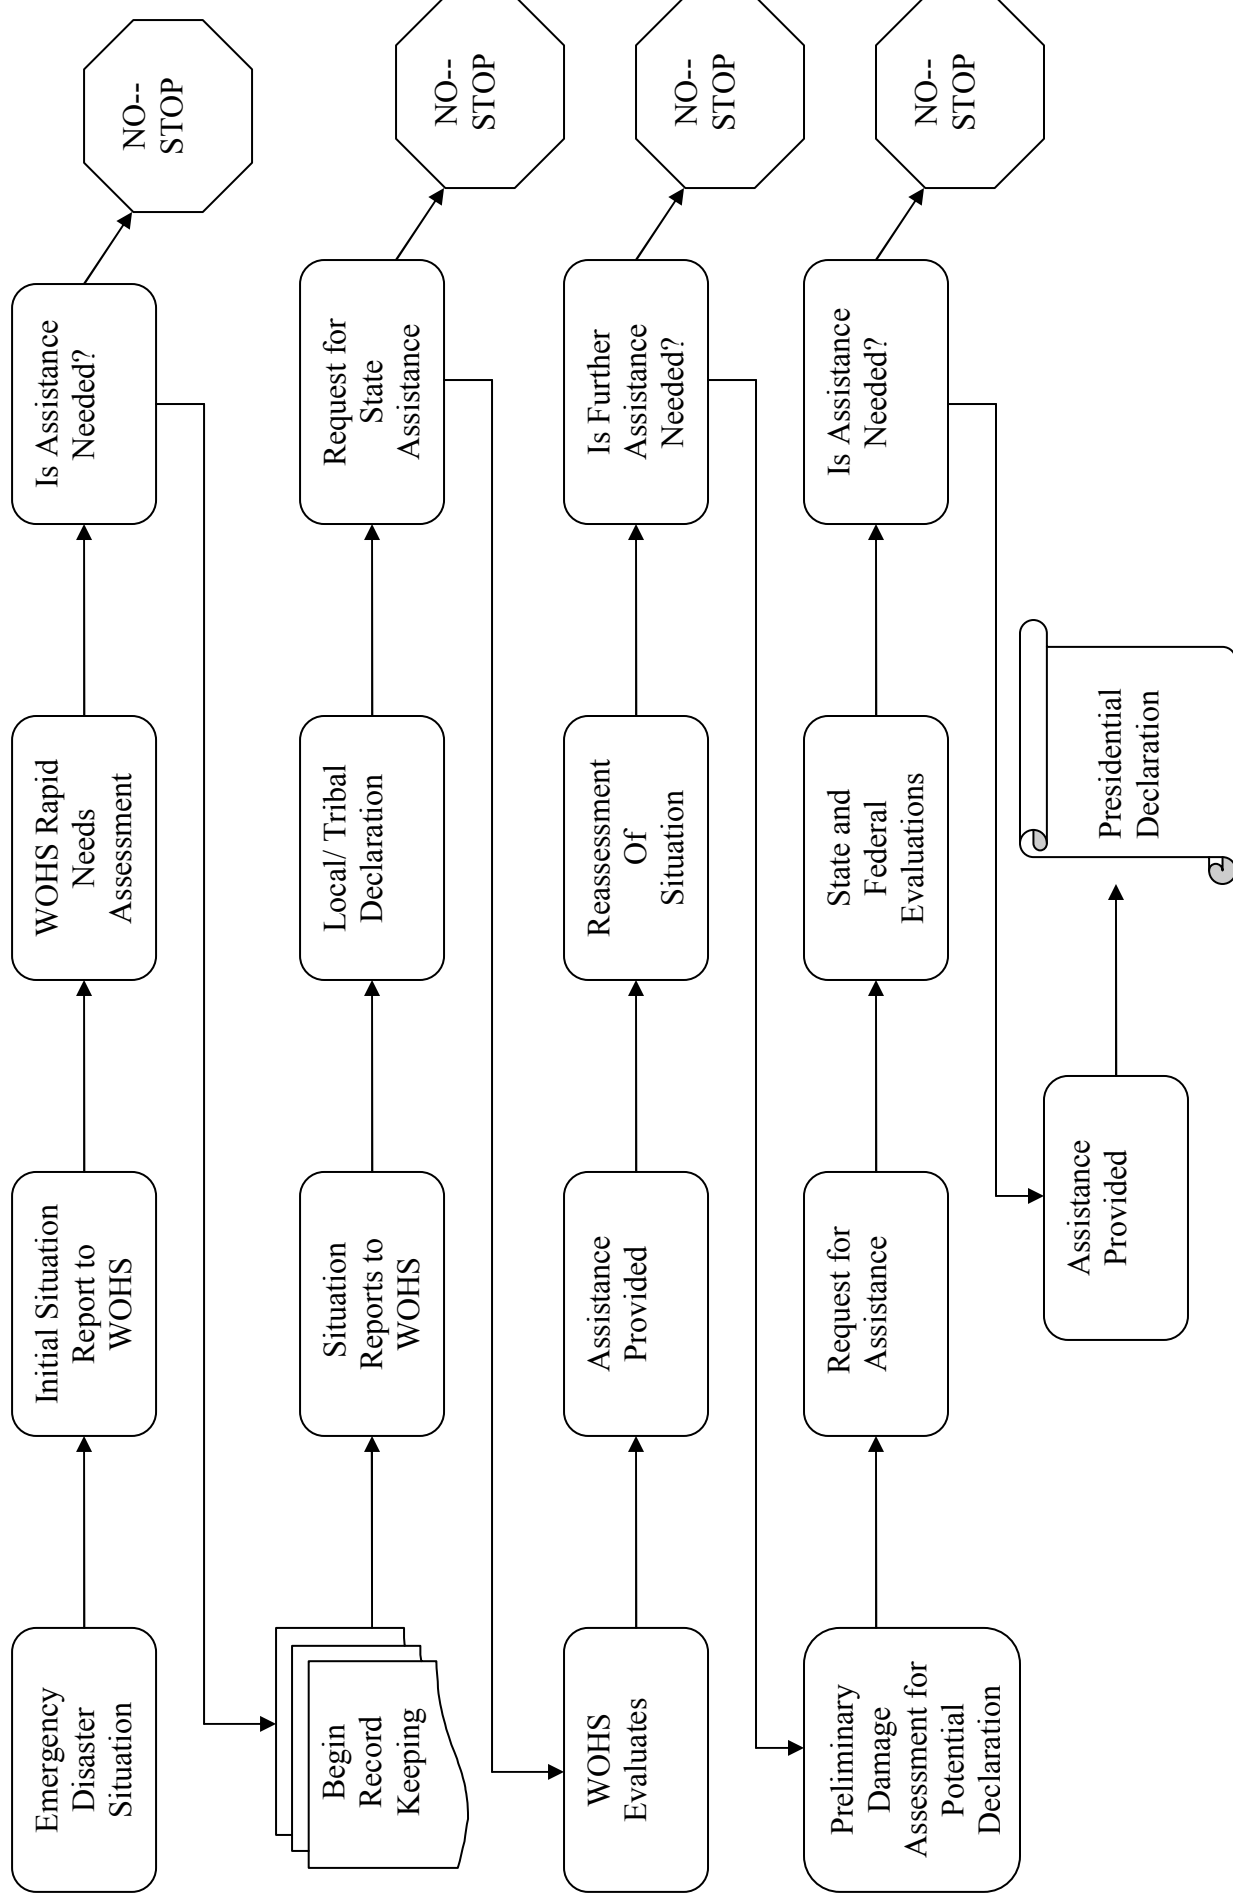 Emergency
Disaster
Situation
Initial Situation
Report to
WOHS
WOHS Rapid
Needs
Assessment
Is Assistance
Needed?
NO--
STOP
Begin
Record
Keeping
Situation
Reports to
WOHS
Local/ Tribal
Declaration
Request for
State
Assistance
NO--
STOP
WOHS
Evaluates
Assistance
Provided
Reassessment
Of
Situation
Is Further
Assistance
Needed?
NO--
STOP
Preliminary
Damage
Assessment for
Potential
Declaration
Request for
Assistance
State and
Federal
Evaluations
Is Assistance
Needed?
NO--
STOP
Assistance
Provided
Presidential
Declaration